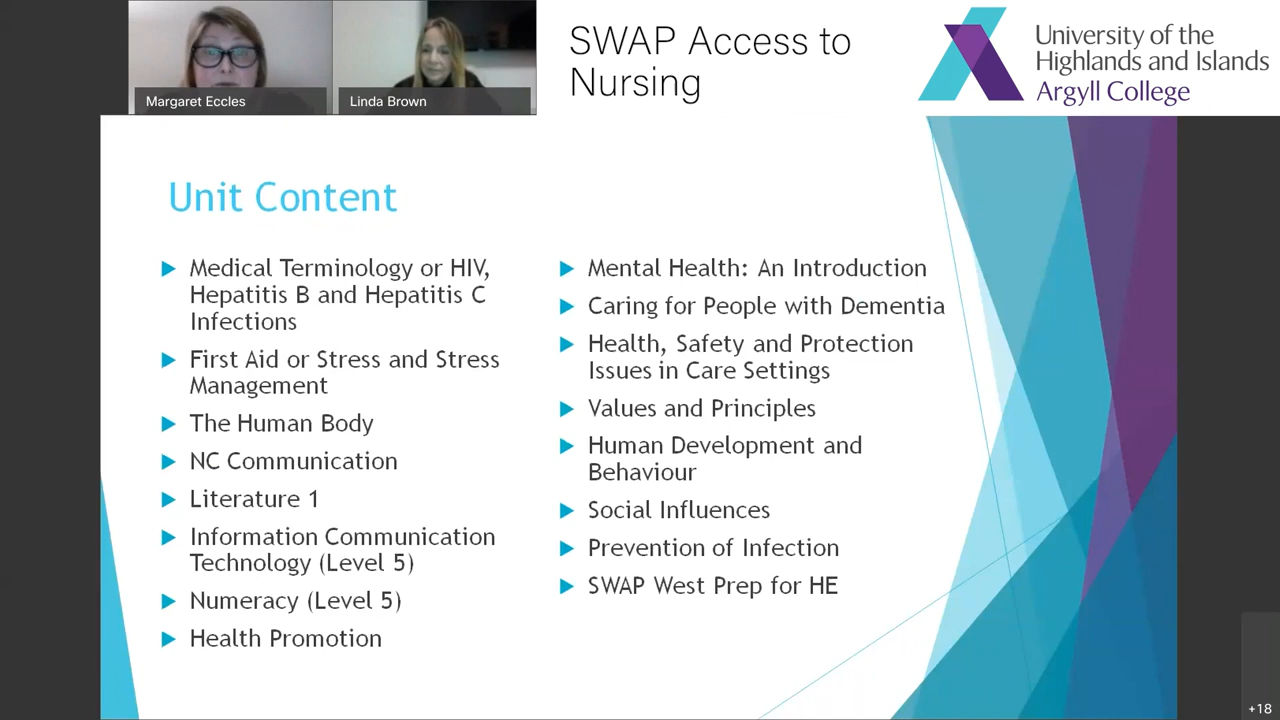 Margaret Eccles
Linda Brown
SWAP Access to
Nursing
University of the
Highlands and Islands
Argyll College
Unit Content
Medical Terminology or HIV,
Hepatitis B and Hepatitis C
Infections
First Aid or Stress and Stress
Management
The Human Body
NC Communication
Literature 1
Information Communication
Technology (Level 5)
Numeracy (Level 5)
Health Promotion
Mental Health: An Introduction
Caring for People with Dementia
Health, Safety and Protection
Issues in Care Settings
Values and Principles
Human Development and
Behaviour
Social Influences
Prevention of Infection
SWAP West Prep for HE
+18